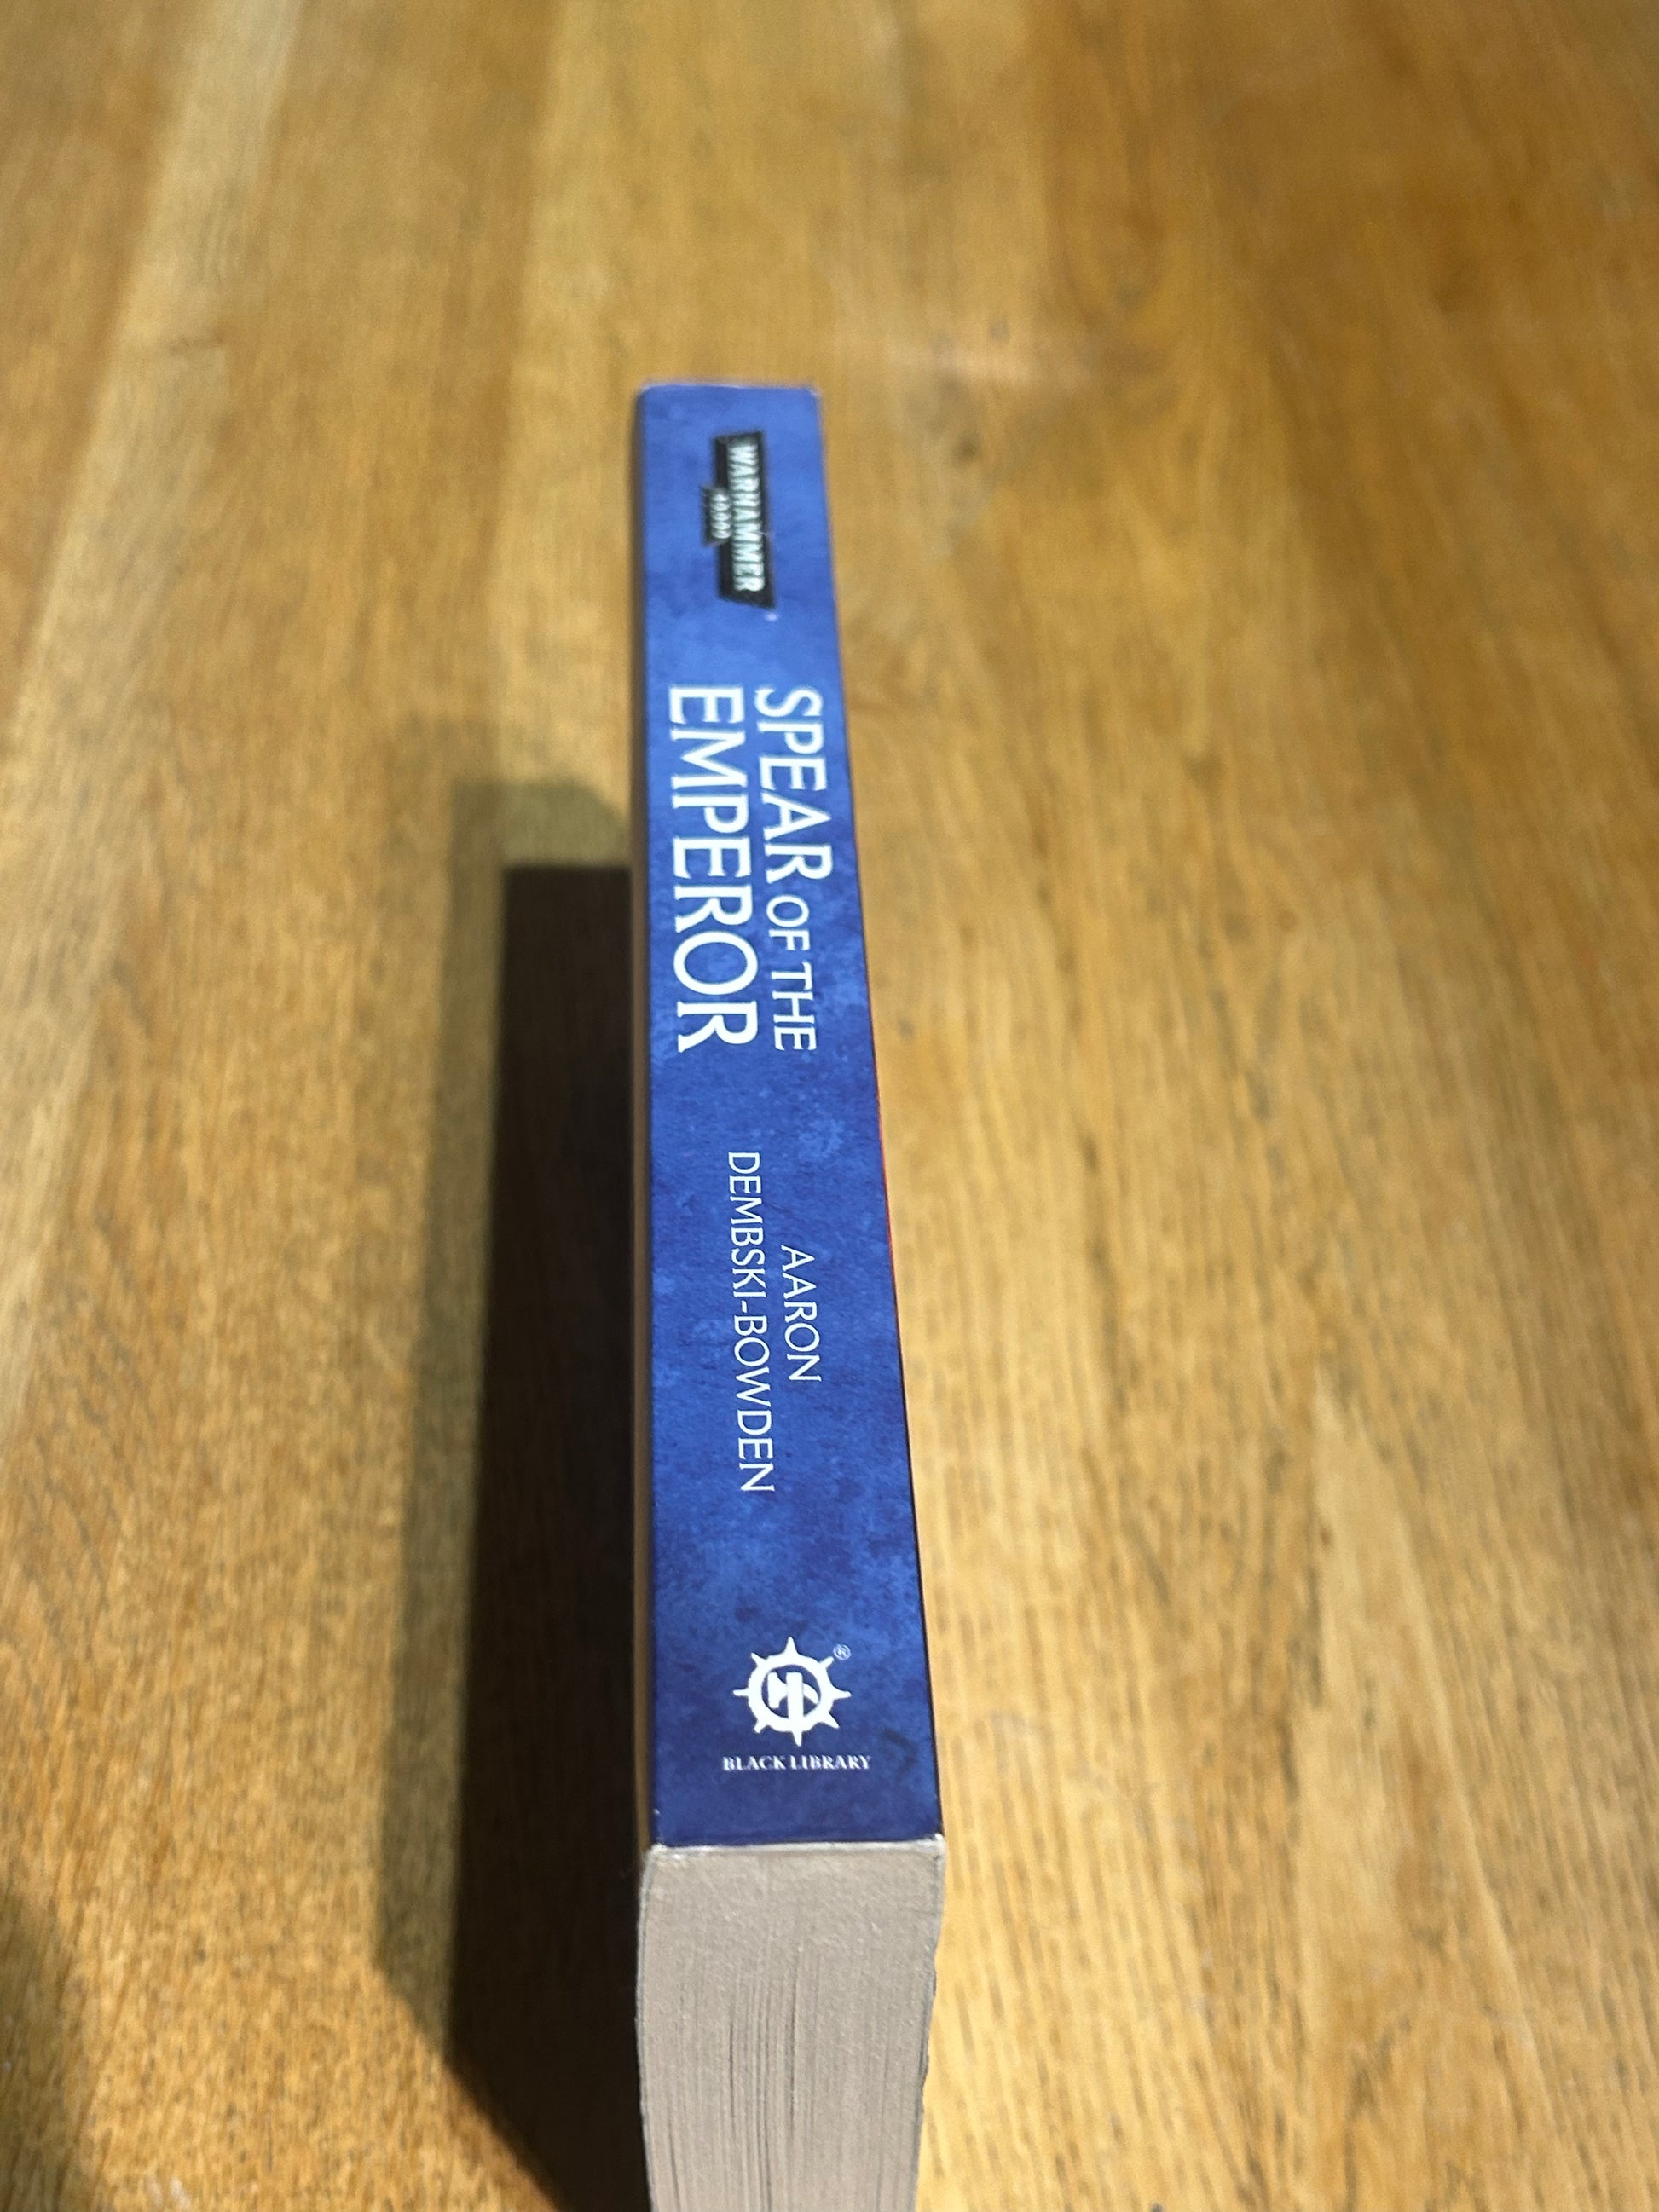 WARHAMMER
40,000
SPEAR OF THE
EMPEROR
AARON
DEMBSKI-BOWDEN
®
BLACK LIBRARY